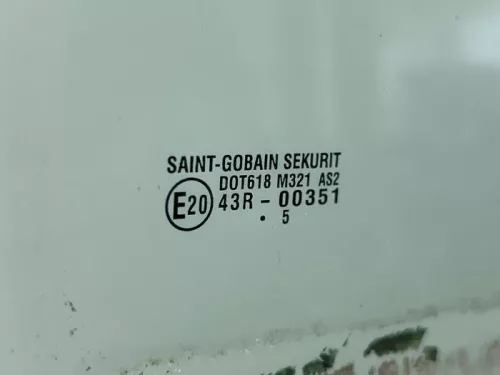 SAINT-GOBAIN SEKURIT
DOT618 M321 AS2
E20 43R - 00351
. 5